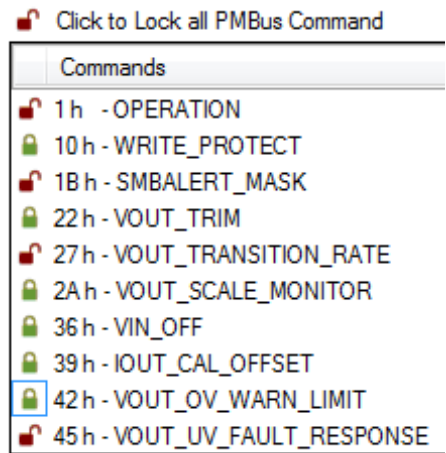 Click to Lock all PMBus Command
Commands
1 h - OPERATION
10 h - WRITE_PROTECT
1B h - SMBALERT_MASK
22 h - VOUT_TRIM
27 h - VOUT_TRANSITION_RATE
2A h - VOUT_SCALE_MONITOR
36 h - VIN_OFF
39 h - IOUT_CAL_OFFSET
42 h - VOUT_OV_WARN_LIMIT
45 h - VOUT_UV_FAULT_RESPONSE